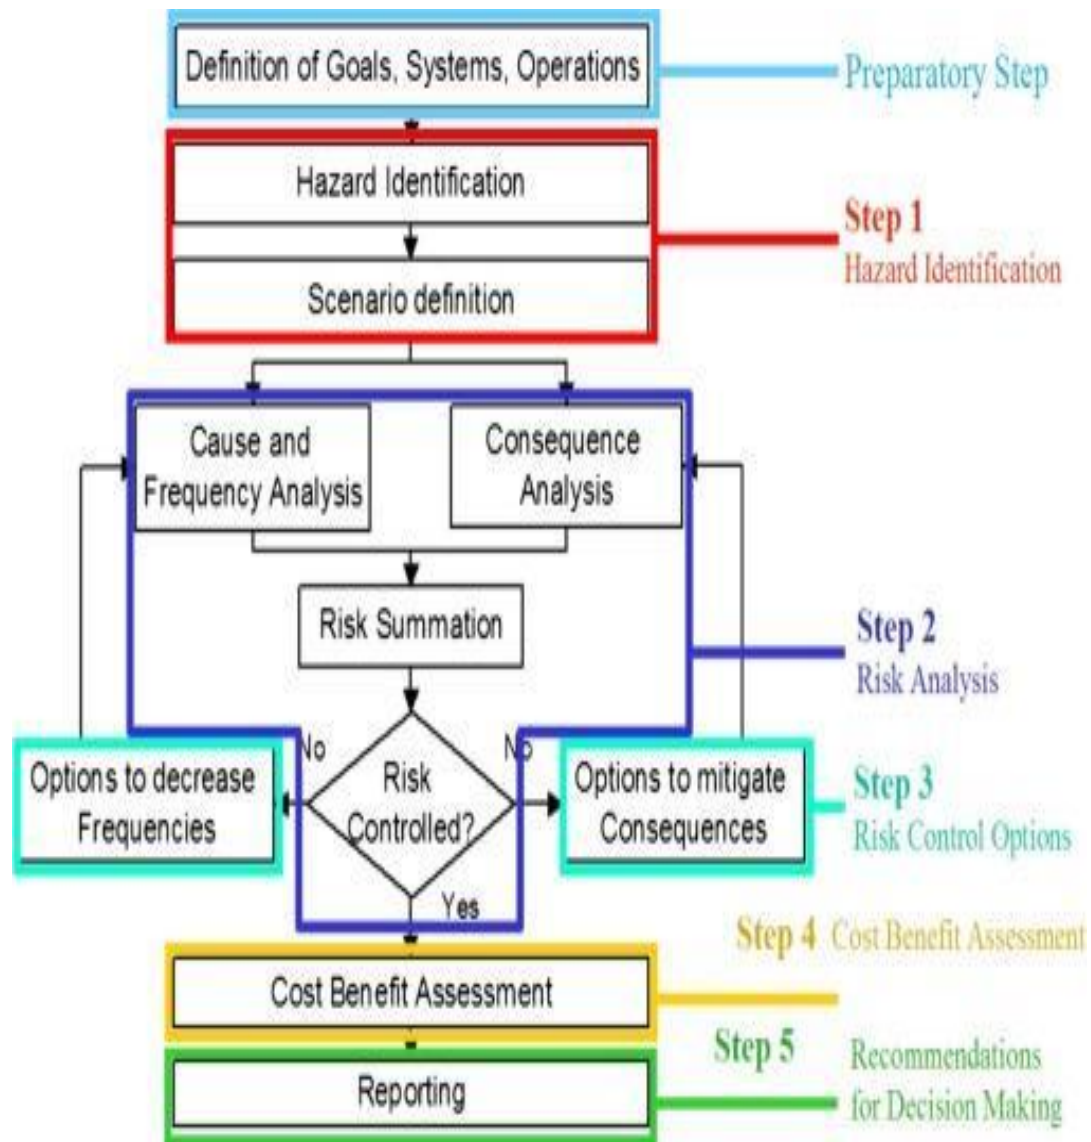 Definition of Goals, Systems, Operations
Preparatory Step
Hazard Identification
Step 1
Hazard Identification
Scenario definition
Cause and
Frequency Analysis
Consequence
Analysis
Risk Summation
Step 2
Risk Analysis
No
No
Options to decrease
Frequencies
Risk
Controlled?
Options to mitigate
Consequences
Step 3
Risk Control Options
Yes
Step 4 Cost Benefit Assessment
Cost Benefit Assessment
Step 5
Recommendations
for Decision Making
Reporting